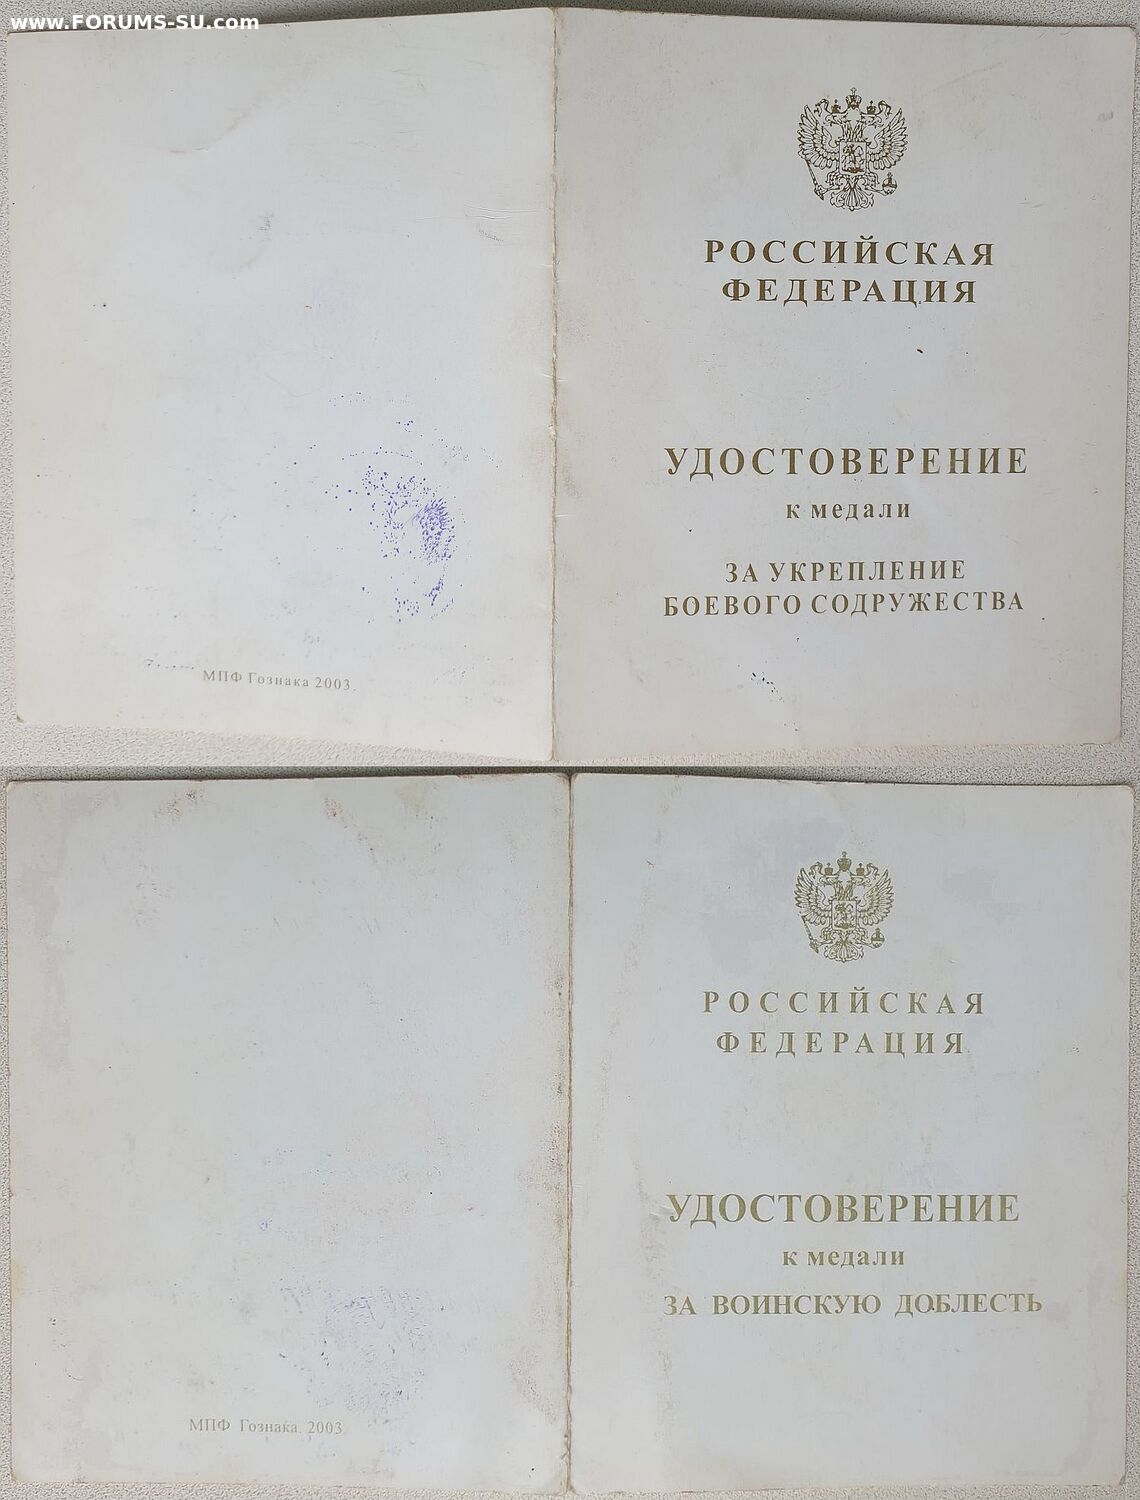 www.FORUMS-SU.com
РОССИЙСКАЯ
ФЕДЕРАЦИЯ
УДОСТОВЕРЕНИЕ
к медали
ЗА УКРЕПЛЕНИЕ
БОЕВОГО СОДРУЖЕСТВА
МПФ Гознака 2003.
РОССИЙСКАЯ
ФЕДЕРАЦИЯ
УДОСТОВЕРЕНИЕ
к медали
ЗА ВОИНСКУЮ ДОБЛЕСТЬ
МПФ Гознака. 2003.